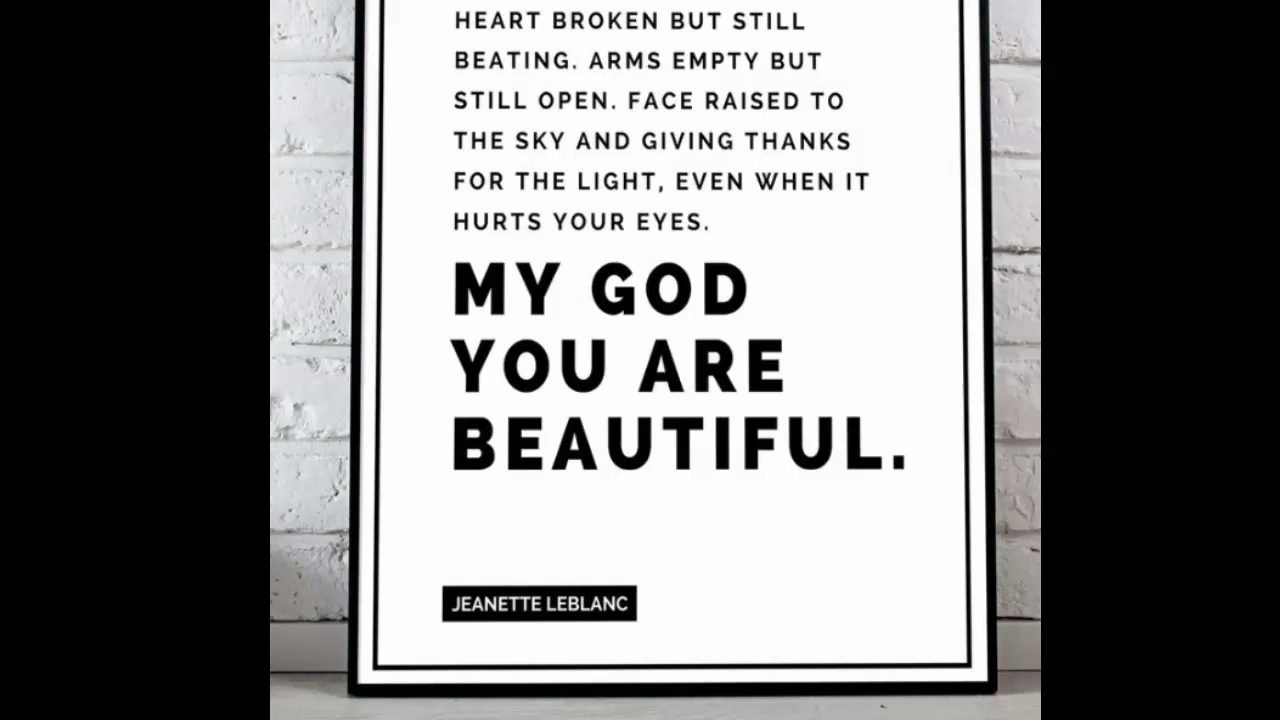 HEART BROKEN BUT STILL
BEATING. ARMS EMPTY BUT
STILL OPEN. FACE RAISED TO
THE SKY AND GIVING THANKS
FOR THE LIGHT, EVEN WHEN IT
HURTS YOUR EYES.
MY GOD
YOU ARE
BEAUTIFUL.
JEANETTE LEBLANC